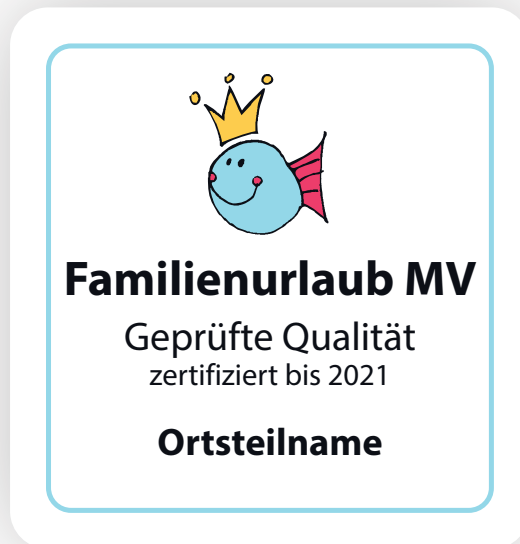 Familienurlaub MV
Geprüfte Qualität
zertifiziert bis 2021
Ortsteilname